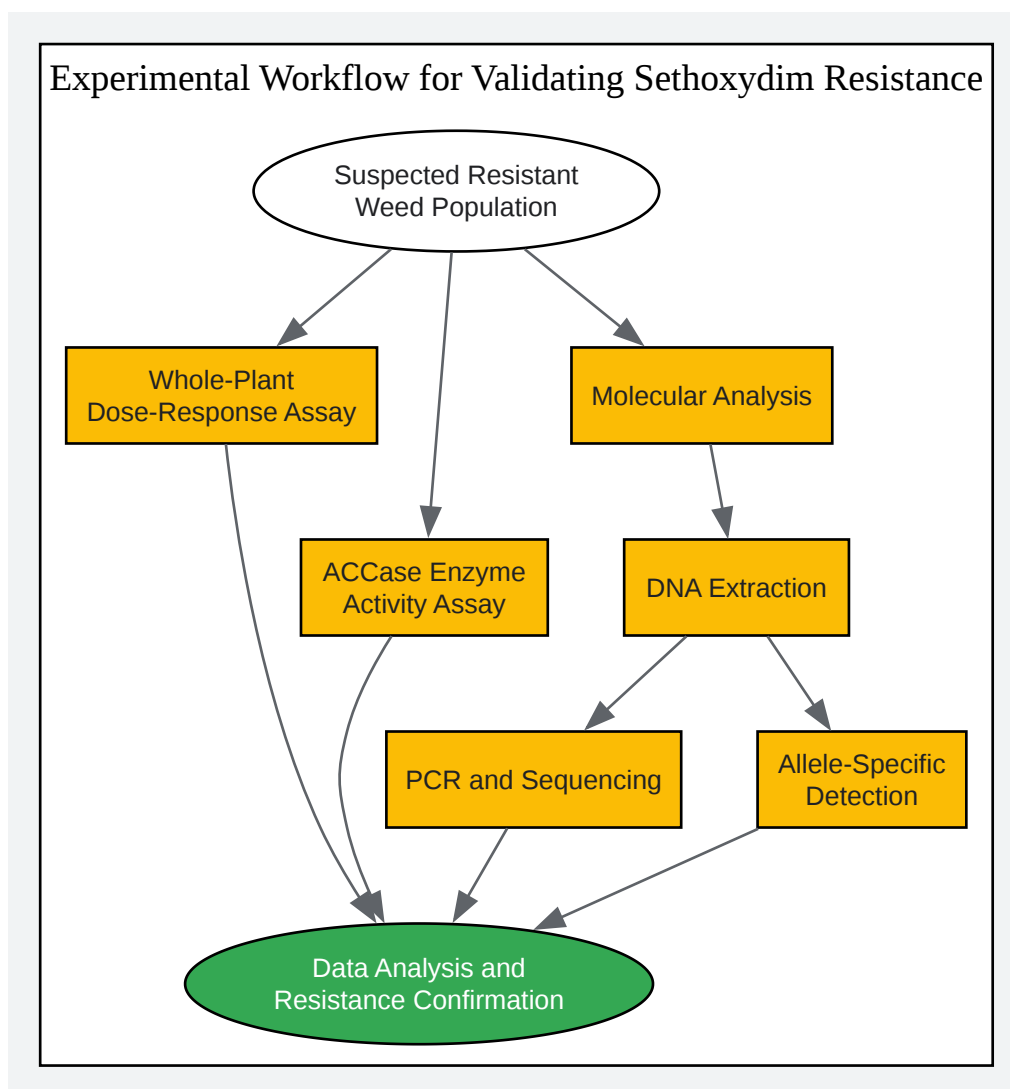 Experimental Workflow for Validating Sethoxydim Resistance
Suspected Resistant
Weed Population
Whole-Plant
Dose-Response Assay
Molecular Analysis
ACCase Enzyme
Activity Assay
DNA Extraction
PCR and Sequencing
Allele-Specific
Detection
Data Analysis and
Resistance Confirmation